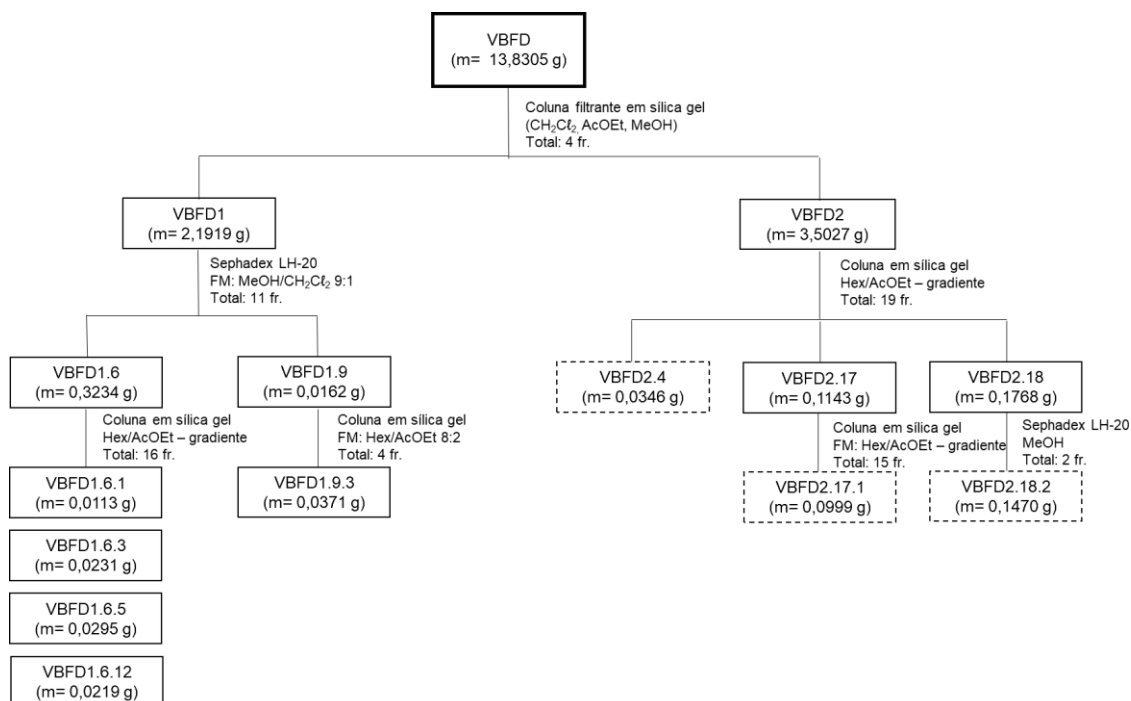 VBFD
(m= 13,8305 g)
Coluna filtrante em sílica gel
(CH₂Cℓ₂, AcOEt, MeOH)
Total: 4 fr.
VBFD1
(m= 2,1919 g)
VBFD2
(m= 3,5027 g)
Sephadex LH-20
FM: MeOH/CH₂Cℓ₂ 9:1
Total: 11 fr.
Coluna em sílica gel
Hex/AcOEt – gradiente
Total: 19 fr.
VBFD1.6
(m= 0,3234 g)
VBFD1.9
(m= 0,0162 g)
VBFD2.4
(m= 0,0346 g)
VBFD2.17
(m= 0,1143 g)
VBFD2.18
(m= 0,1768 g)
Coluna em sílica gel
Hex/AcOEt – gradiente
Total: 16 fr.
Coluna em sílica gel
FM: Hex/AcOEt 8:2
Total: 4 fr.
Coluna em sílica gel
FM: Hex/AcOEt – gradiente
Total: 15 fr.
Sephadex LH-20
MeOH
Total: 2 fr.
VBFD1.6.1
(m= 0,0113 g)
VBFD1.9.3
(m= 0,0371 g)
VBFD2.17.1
(m= 0,0999 g)
VBFD2.18.2
(m= 0,1470 g)
VBFD1.6.3
(m= 0,0231 g)
VBFD1.6.5
(m= 0,0295 g)
VBFD1.6.12
(m= 0,0219 g)